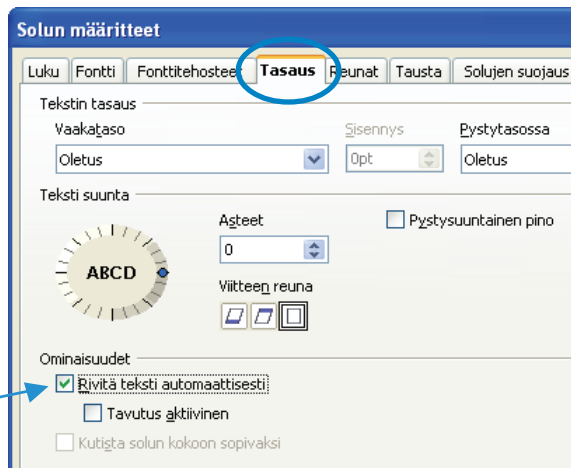 Solun määritteet
Luku Fontti Fonttitehosteet Tasaus Reunat Tausta Solujen suojaus
Tekstin tasaus
Vaakataso Sisennys Pystytasossa
Oletus 0pt Oletus
Teksti suunta
Asteet Pystysuuntainen pino
0
ABCD
Viitteen reuna
Ominaisuudet
Rivitä teksti automaattisesti
Tavutus aktiivinen
Kutista solun kokoon sopivaksi